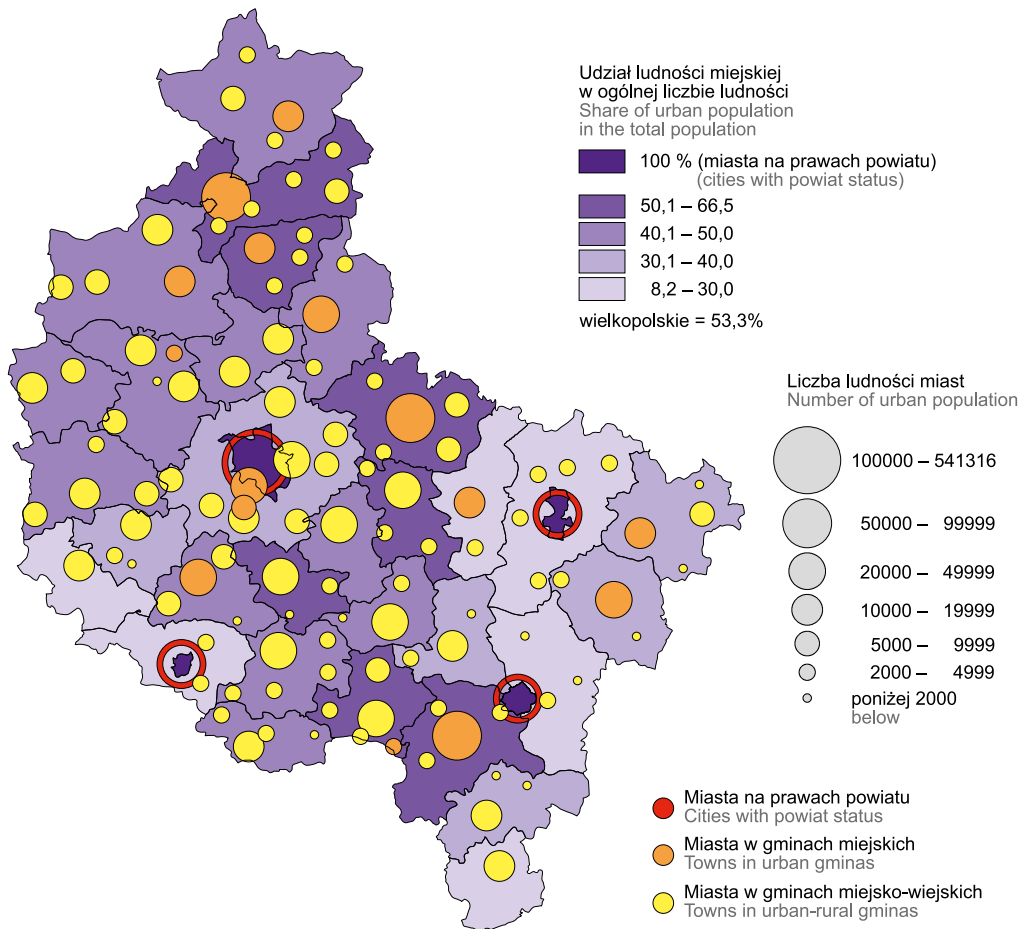 Udział ludności miejskiej
w ogólnej liczbie ludności
Share of urban population
in the total population
100 % (miasta na prawach powiatu)
(cities with powiat status)
50,1 – 66,5
40,1 – 50,0
30,1 – 40,0
8,2 – 30,0
wielkopolskie = 53,3%
Liczba ludności miast
Number of urban population
100000 – 541316
50000 – 99999
20000 – 49999
10000 – 19999
5000 – 9999
2000 – 4999
poniżej 2000
below
Miasta na prawach powiatu
Cities with powiat status
Miasta w gminach miejskich
Towns in urban gminas
Miasta w gminach miejsko-wiejskich
Towns in urban-rural gminas